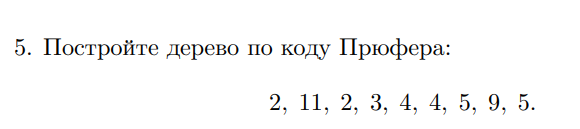 5. Постройте дерево по коду Прюфера:
2, 11, 2, 3, 4, 4, 5, 9, 5.